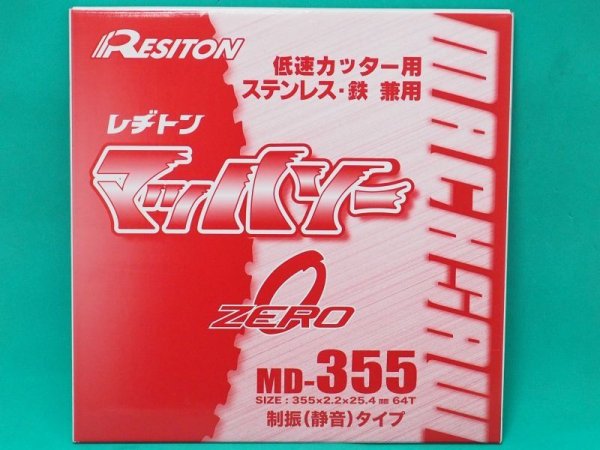 RESITON
低速カッター用
ステンレス・鉄 兼用
レヂトン
マッハソー
MACHSAW
0
ZERO
MD-355
SIZE : 355×2.2×25.4 mm 64T
制振(静音)タイプ